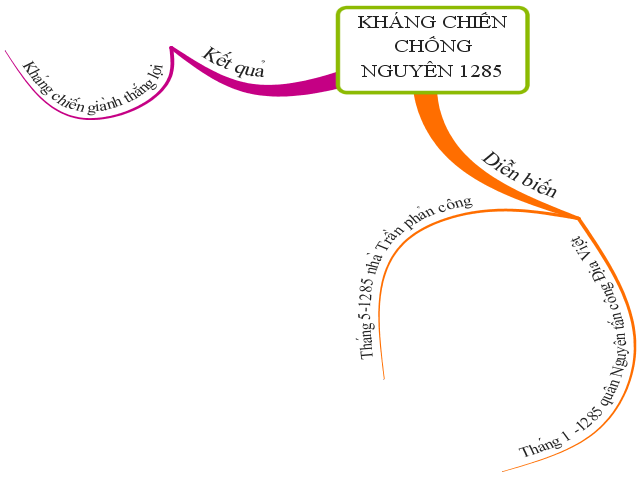 KHÁNG CHIẾN
CHỐNG
NGUYÊN 1285
Kết quả
Kháng chiến giành thắng lợi
Diễn biến
Tháng 5-1285 nhà Trần phản công
Tháng 1 -1285 quân Nguyên tấn công Địa Việt